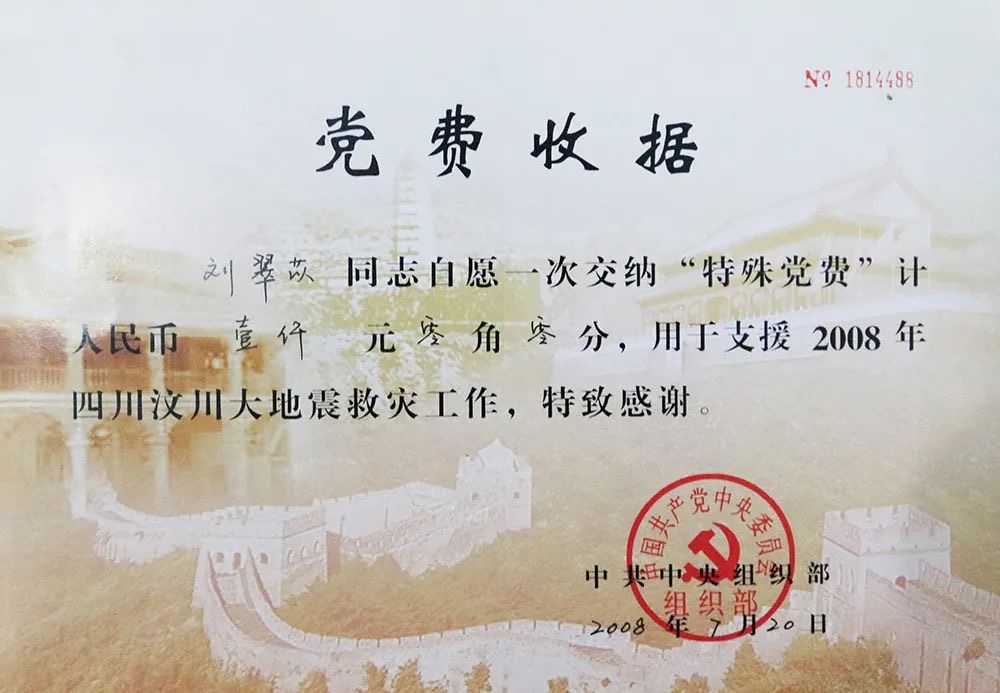 № 1814488
党费收据
刘翠苡 同志自愿一次交纳“特殊党费”计
人民币 壹仟 元零角零分，用于支援 2008 年
四川汶川大地震救灾工作，特致感谢。
中国共产党中央委员会
组织部
中共中央组织部
2008 年 7 月 20 日